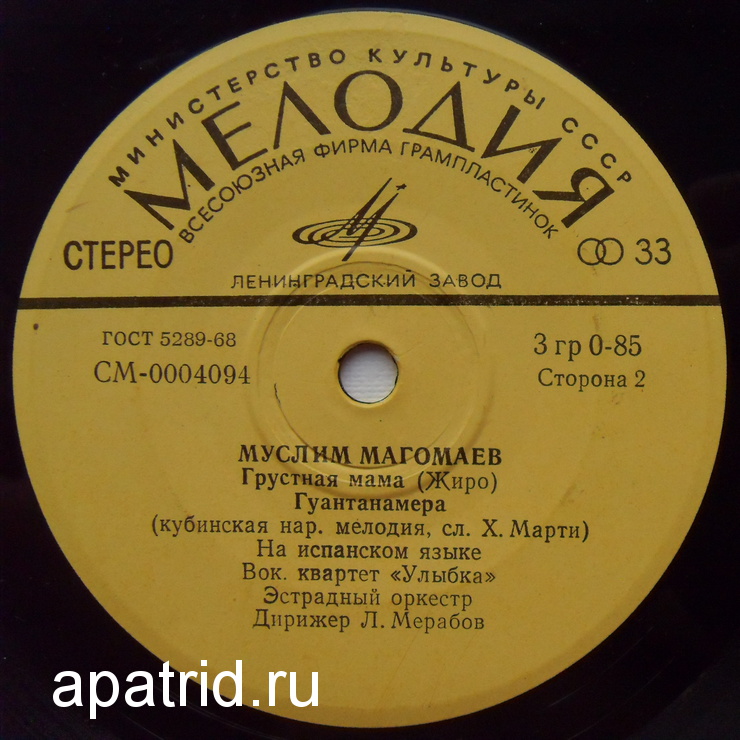 МИНИСТЕРСТВО КУЛЬТУРЫ СССР
МЕЛОДИЯ
ВСЕСОЮЗНАЯ ФИРМА ГРАМПЛАСТИНОК
СТЕРЕО
33
ЛЕНИНГРАДСКИЙ ЗАВОД
ГОСТ 5289-68
3 гр 0-85
СМ-0004094
Сторона 2
МУСЛИМ МАГОМАЕВ
Грустная мама (Жиро)
Гуантанамера
(кубинская нар. мелодия, сл. Х. Марти)
На испанском языке
Вок. квартет «Улыбка»
Эстрадный оркестр
Дирижер Л. Мерабов
apatrid.ru